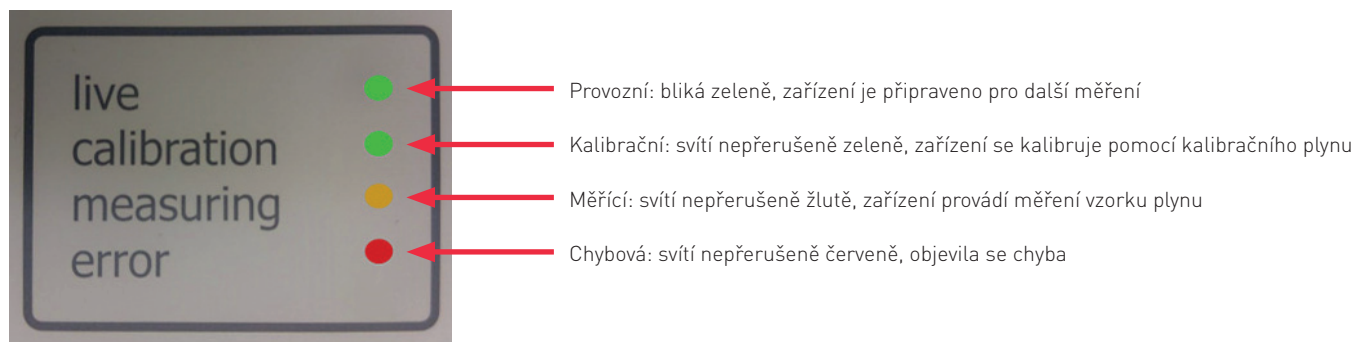 live
Provozní: bliká zeleně, zařízení je připraveno pro další měření
calibration
Kalibrační: svítí nepřerušeně zeleně, zařízení se kalibruje pomocí kalibračního plynu
measuring
Měřící: svítí nepřerušeně žlutě, zařízení provádí měření vzorku plynu
error
Chybová: svítí nepřerušeně červeně, objevila se chyba